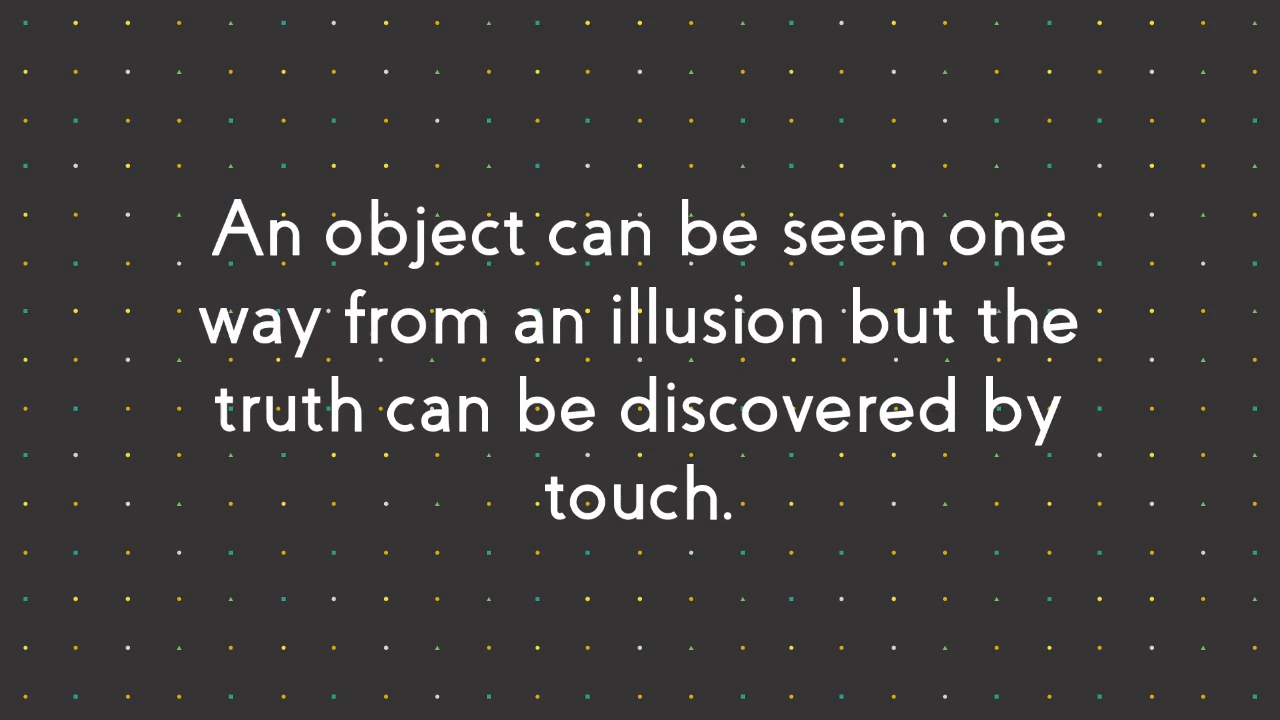 An object can be seen one
way from an illusion but the
truth can be discovered by
touch.